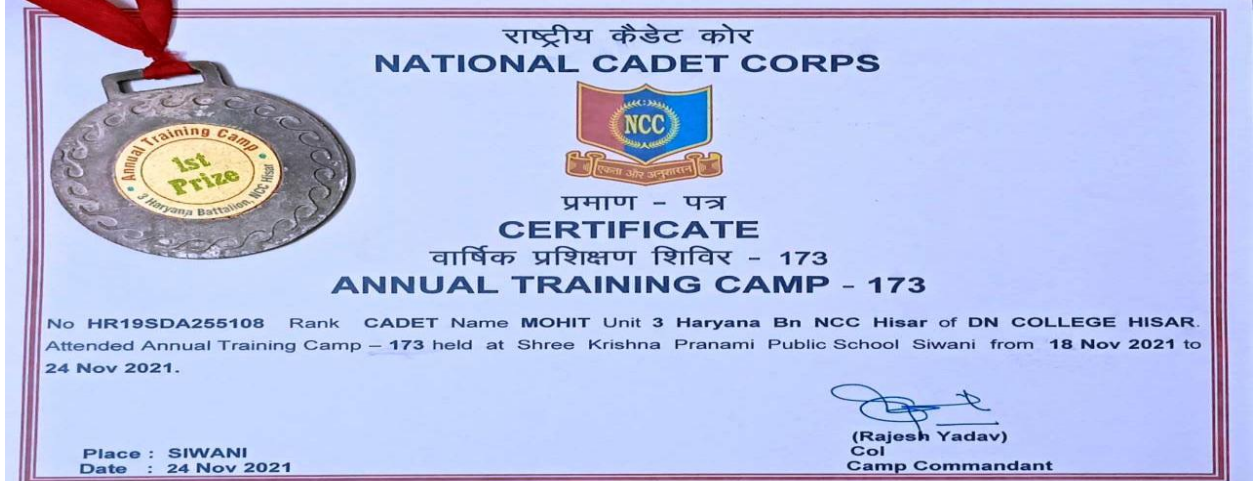 राष्ट्रीय कैडेट कोर
NATIONAL CADET CORPS
NCC
एकता और अनुशासन
प्रमाण - पत्र
CERTIFICATE
वार्षिक प्रशिक्षण शिविर - 173
ANNUAL TRAINING CAMP - 173
No HR19SDA255108 Rank CADET Name MOHIT Unit 3 Haryana Bn NCC Hisar of DN COLLEGE HISAR.
Attended Annual Training Camp – 173 held at Shree Krishna Pranami Public School Siwani from 18 Nov 2021 to
24 Nov 2021.
(Rajesh Yadav)
Col
Camp Commandant
Place : SIWANI
Date : 24 Nov 2021
Annual Training Camp
1st
Prize
3 Haryana Battalion, NCC Hisar